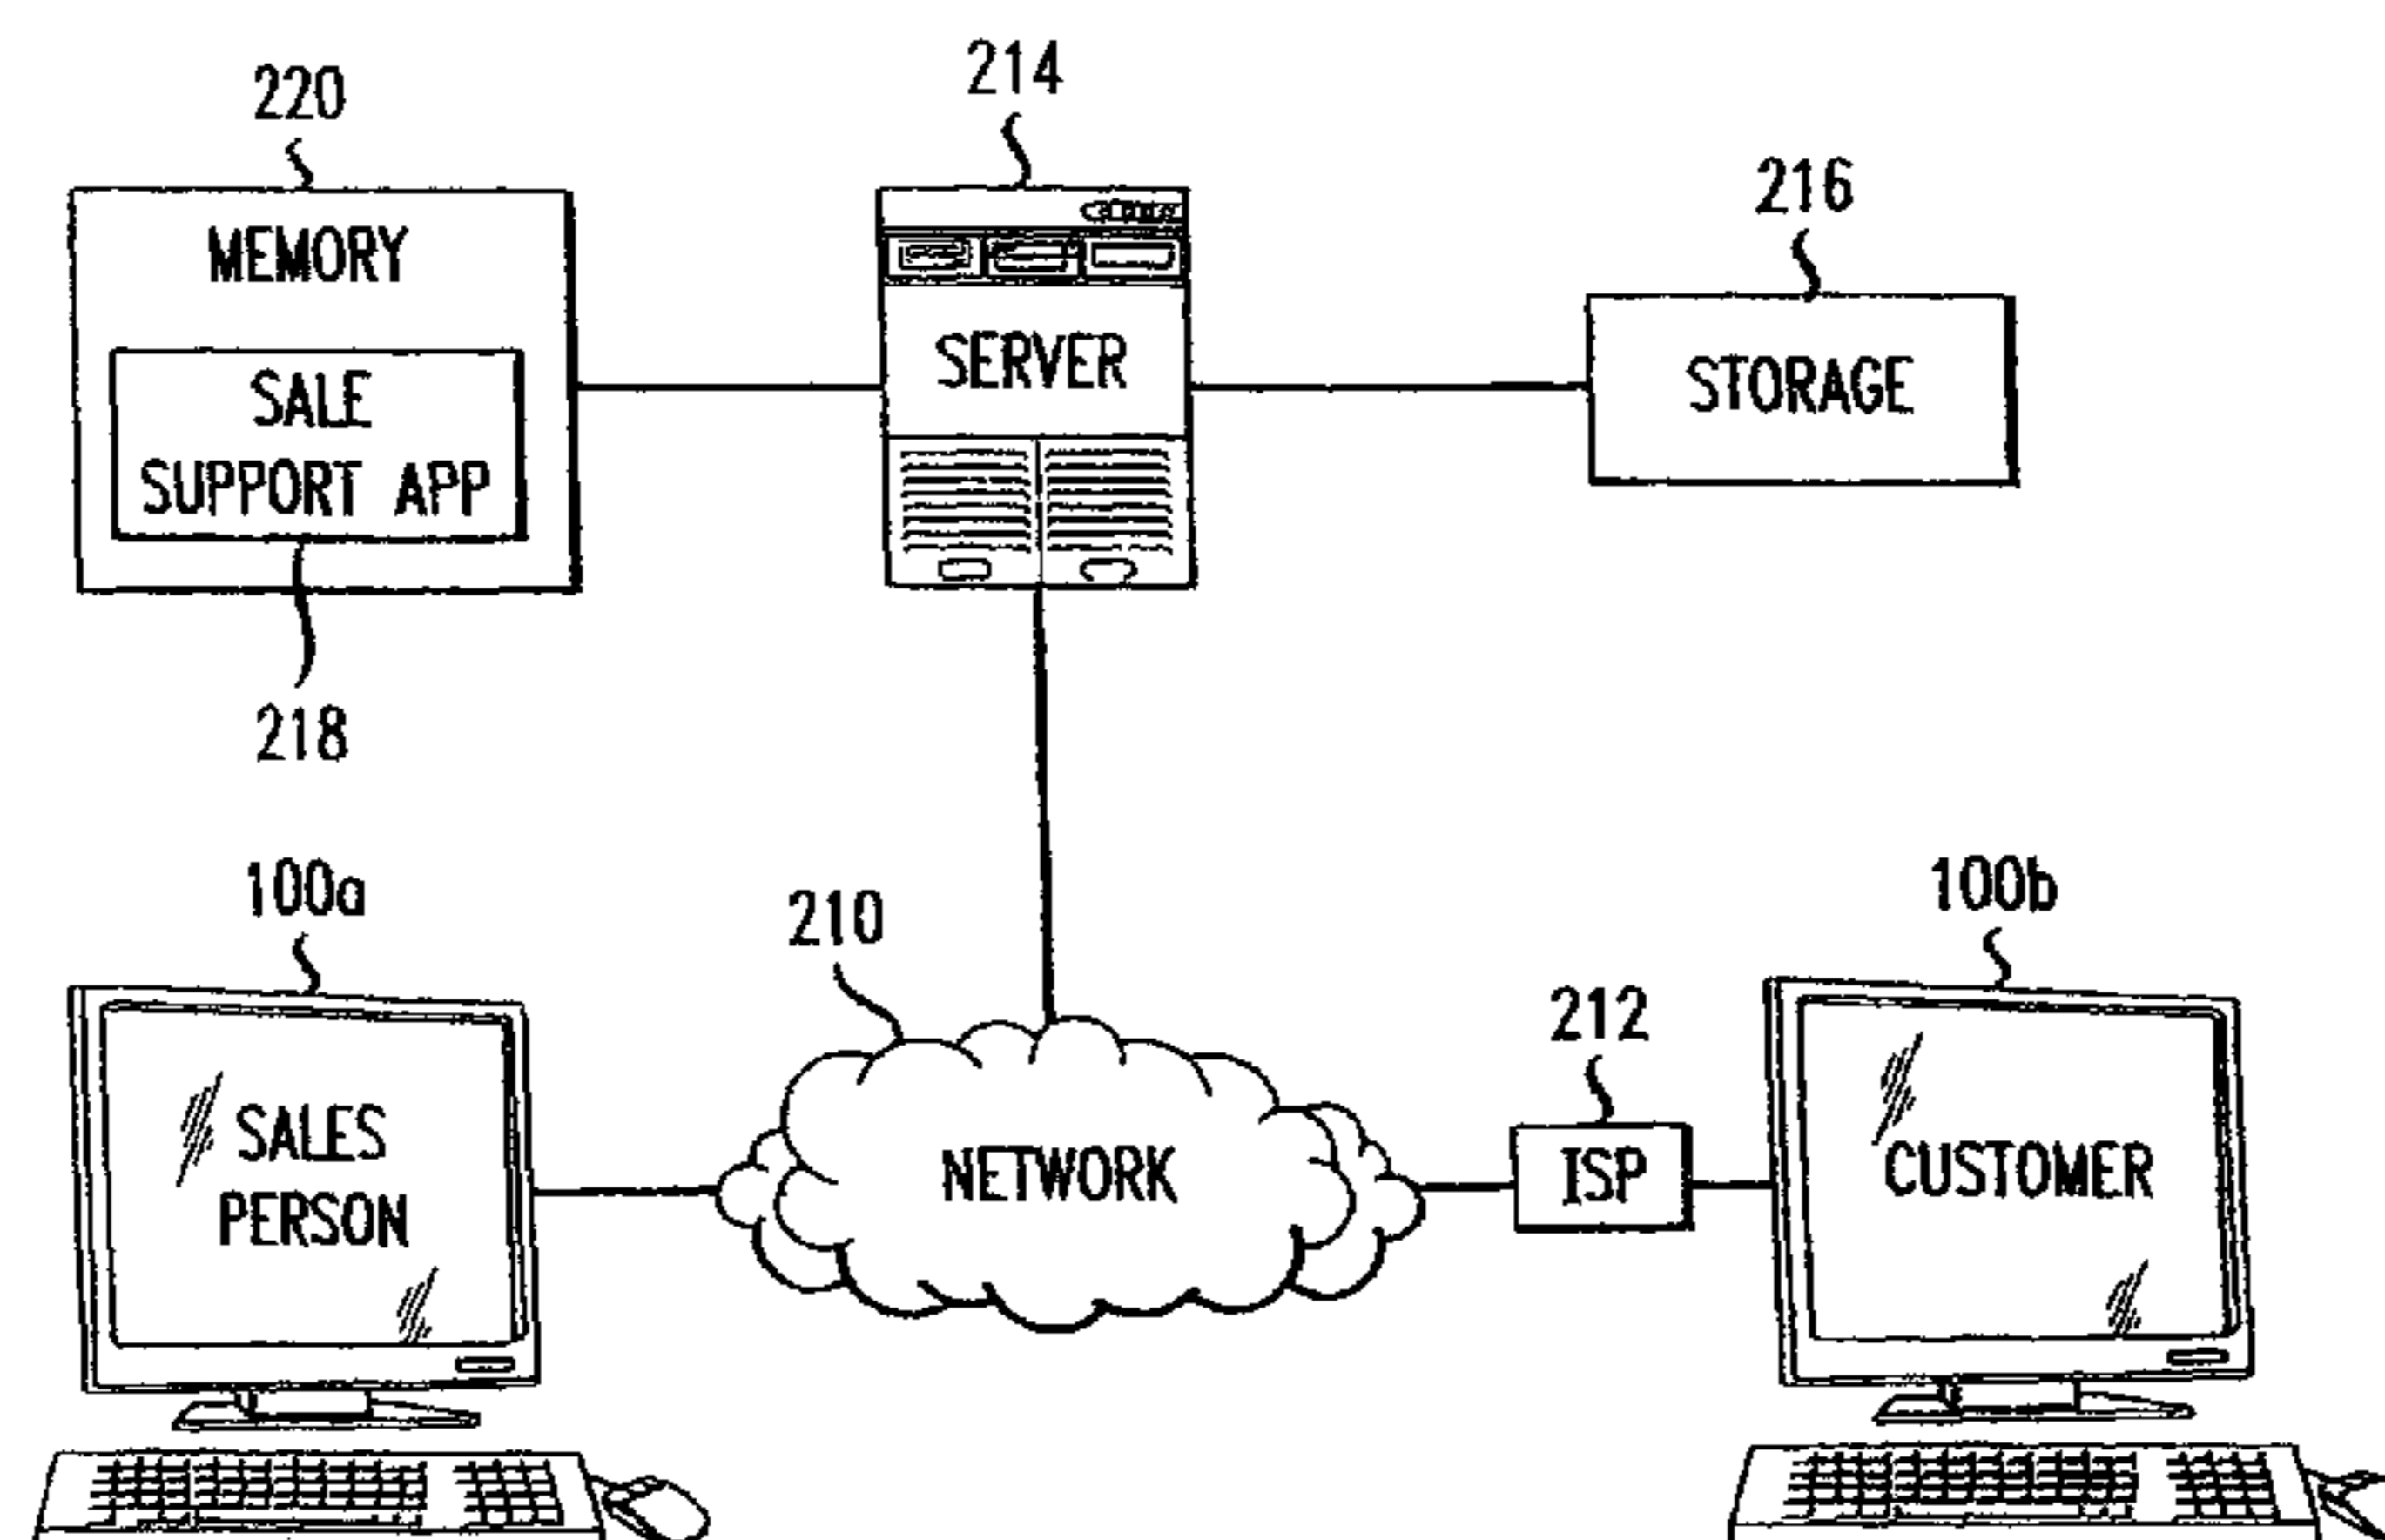 220
214
216
MEMORY
SALE
SUPPORT APP
SERVER
STORAGE
218
100a
210
212
100b
SALES
PERSON
NETWORK
ISP
CUSTOMER